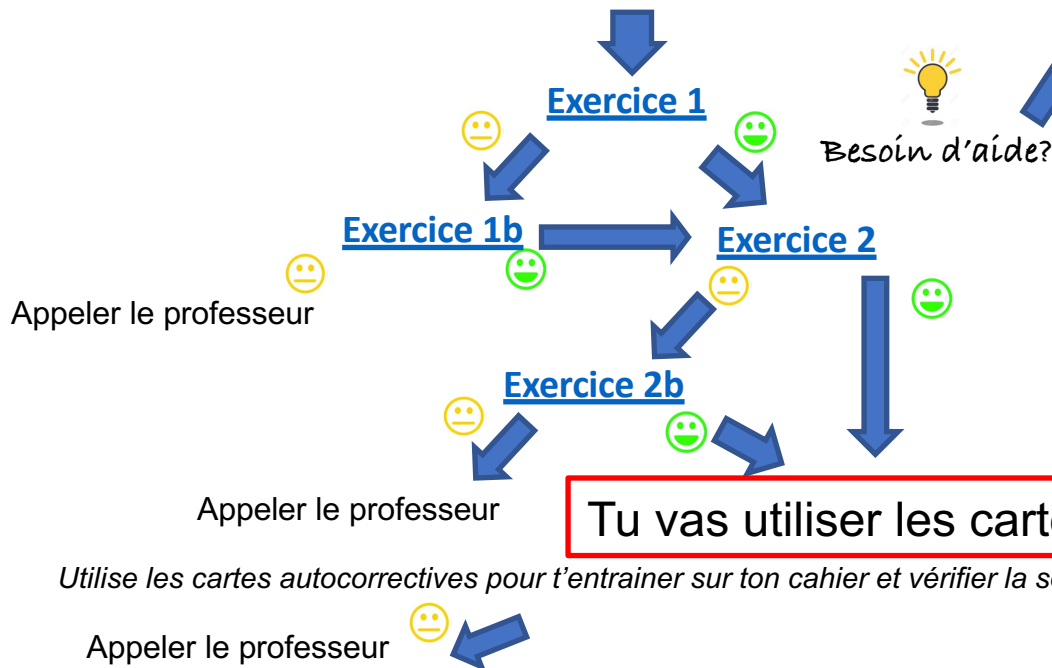 Exercice 1
Besoin d'aide?
Exercice 1b
Exercice 2
Appeler le professeur
Exercice 2b
Appeler le professeur
Tu vas utiliser les
Utilise les cartes autocorrectives pour t'entrainer sur ton cahier et vérifier la
Appeler le professeur